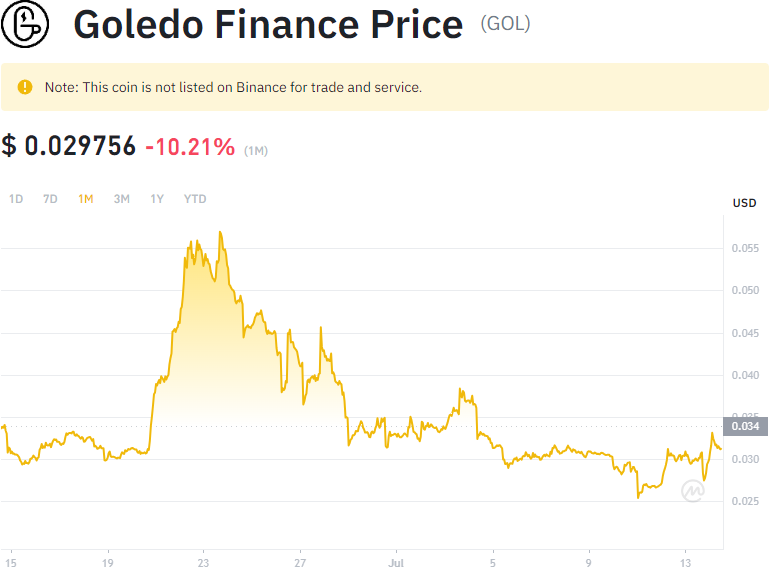 Goledo Finance Price (GOL)
Note: This coin is not listed on Binance for trade and service.
$ 0.029756 -10.21% (1M)
1D 7D 1M 3M 1Y YTD
USD
0.055
0.050
0.045
0.040
0.035
0.034
0.030
0.025
15 19 23 27 Jul 5 9 13